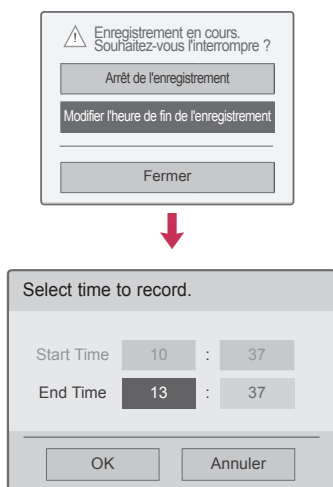 Enregistrement en cours.
Souhaitez-vous l'interrompre ?
Arrêt de l'enregistrement
Modifier l'heure de fin de l'enregistrement
Fermer
Select time to record.
Start Time 10 : 37
End Time 13 : 37
OK Annuler